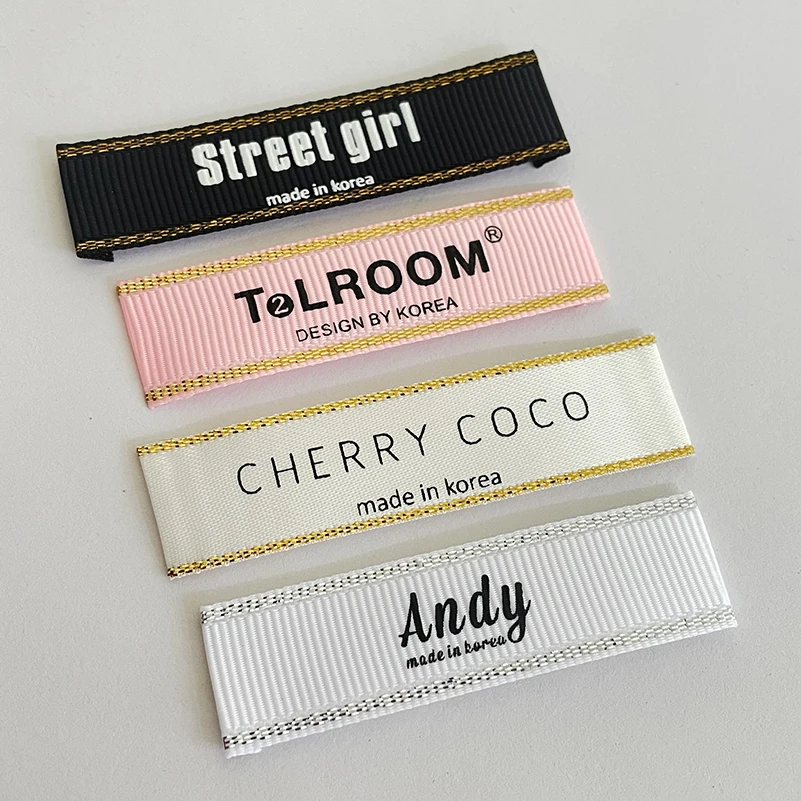 Street girl
made in korea
T2LROOM®
DESIGN BY KOREA
CHERRY COCO
made in korea
Andy
made in korea